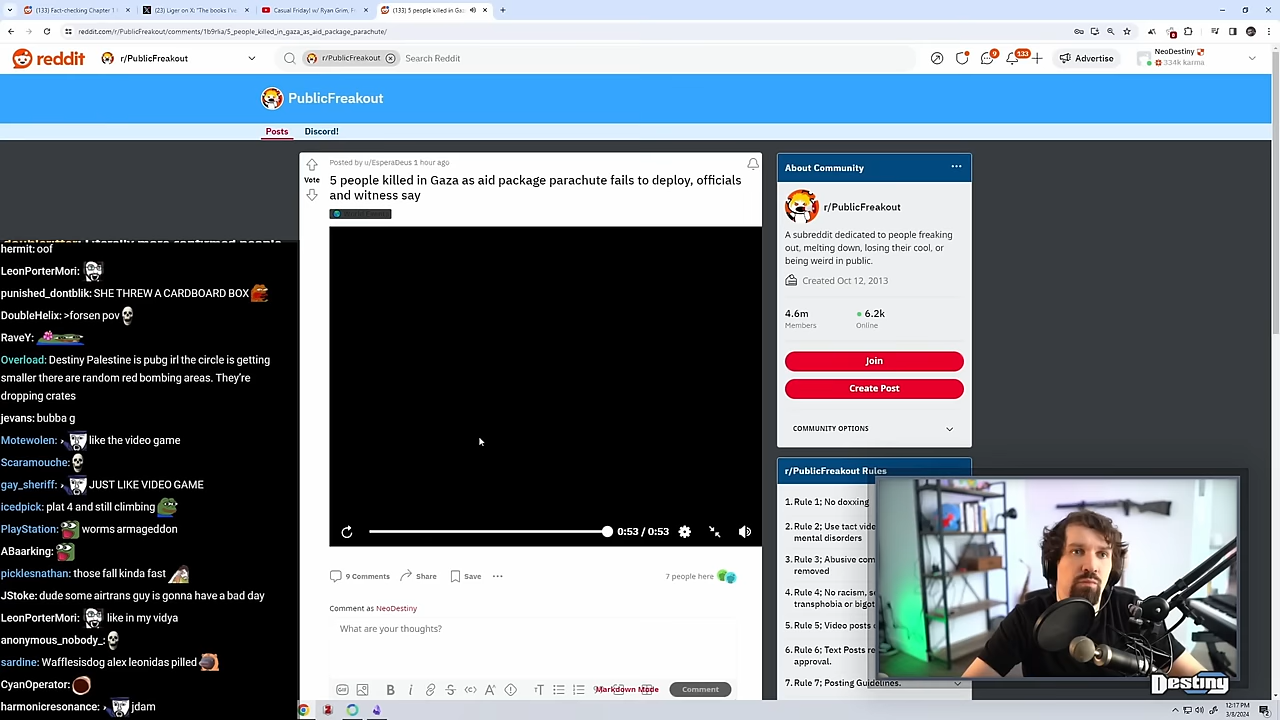 (133) Fact-checking Chapter 1
(23) Liger on X: "The books I'v
Casual Friday! w/ Ryan Grim, F
(133) 5 people killed in Gaz
reddit.com/r/PublicFreakout/comments/1b9rlia/5_people_killed_in_gaza_as_aid_package_parachute/
reddit
r/PublicFreakout
r/PublicFreakout
Search Reddit
9
133
Advertise
NeoDestiny
334k karma
PublicFreakout
Posts
Discord!
Posted by u/EsperaDeus 1 hour ago
Vote
5 people killed in Gaza as aid package parachute fails to deploy, officials
and witness say
0:53 / 0:53
9 Comments
Share
Save
7 people here
Comment as NeoDestiny
What are your thoughts?
Markdown Mode
Comment
About Community
r/PublicFreakout
A subreddit dedicated to people freaking
out, melting down, losing their cool, or
being weird in public.
Created Oct 12, 2013
4.6m
6.2k
Members
Online
Join
Create Post
COMMUNITY OPTIONS
r/PublicFreakout Rules
1. Rule 1; No doxxing
2. Rule 2; Use tact vide
mental disorders
3. Rule 3; Abusive com
removed
4. Rule 4; No racism, s
transphobia or bigot
5. Rule 5; Video posts o
6. Rule 6; Text Posts re
approval.
7. Rule 7; Posting Guidelines.
hermit: oof
LeonPorterMori:
punished_dontblik: SHE THREW A CARDBOARD BOX
DoubleHelix: >forsen pov
RaveY:
Overload: Destiny Palestine is pubg irl the circle is getting
smaller there are random red bombing areas. They're
dropping crates
jevans: bubba g
Motewolen: like the video game
Scaramouche:
gay_sheriff: JUST LIKE VIDEO GAME
icedpick: plat 4 and still climbing
PlayStation: worms armageddon
ABaarking:
picklesnathan: those fall kinda fast
JStoke: dude some airtrans guy is gonna have a bad day
LeonPorterMori: like in my vidya
anonymous_nobody_:
sardine: Wafflesisdog alex leonidas pilled
CyanOperator:
harmonicresonance: jdam
Destiny
12:17 PM
3/8/2024